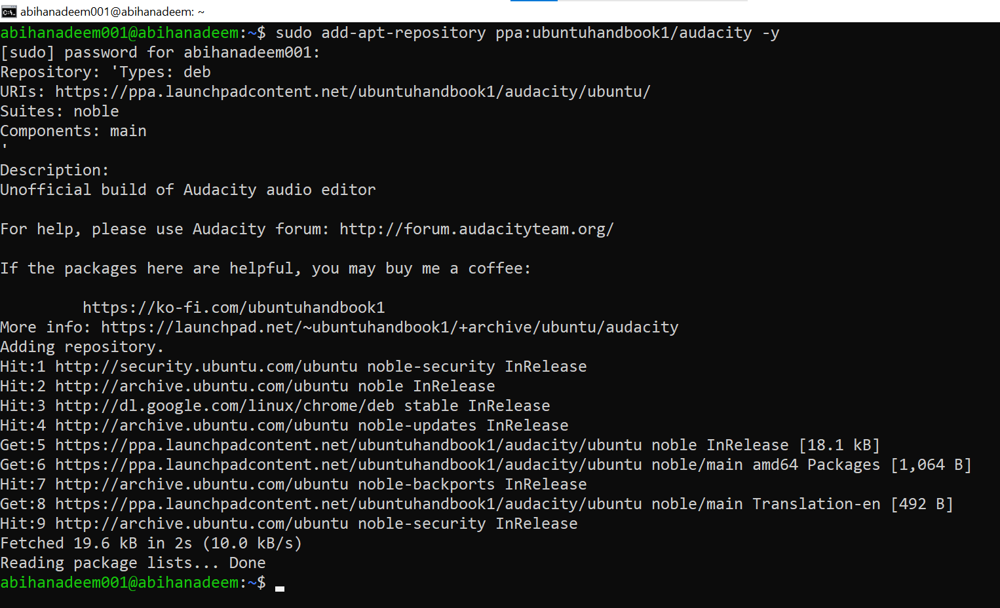 abihanadeem001@abihanadeem: ~
abihanadeem001@abihanadeem:~$ sudo add-apt-repository ppa:ubuntuhandbook1/audacity -y
[sudo] password for abihanadeem001:
Repository: 'Types: deb
URIs: https://ppa.launchpadcontent.net/ubuntuhandbook1/audacity/ubuntu/
Suites: noble
Components: main
'
Description:
Unofficial build of Audacity audio editor
For help, please use Audacity forum: http://forum.audacityteam.org/
If the packages here are helpful, you may buy me a coffee:
https://ko-fi.com/ubuntuhandbook1
More info: https://launchpad.net/~ubuntuhandbook1/+archive/ubuntu/audacity
Adding repository.
Hit:1 http://security.ubuntu.com/ubuntu noble-security InRelease
Hit:2 http://archive.ubuntu.com/ubuntu noble InRelease
Hit:3 http://dl.google.com/linux/chrome/deb stable InRelease
Hit:4 http://archive.ubuntu.com/ubuntu noble-updates InRelease
Get:5 https://ppa.launchpadcontent.net/ubuntuhandbook1/audacity/ubuntu noble InRelease [18.1 kB]
Get:6 https://ppa.launchpadcontent.net/ubuntuhandbook1/audacity/ubuntu noble/main amd64 Packages [1,064 B]
Hit:7 http://archive.ubuntu.com/ubuntu noble-backports InRelease
Get:8 https://ppa.launchpadcontent.net/ubuntuhandbook1/audacity/ubuntu noble/main Translation-en [492 B]
Hit:9 http://archive.ubuntu.com/ubuntu noble-security InRelease
Fetched 19.6 kB in 2s (10.0 kB/s)
Reading package lists... Done
abihanadeem001@abihanadeem:~$